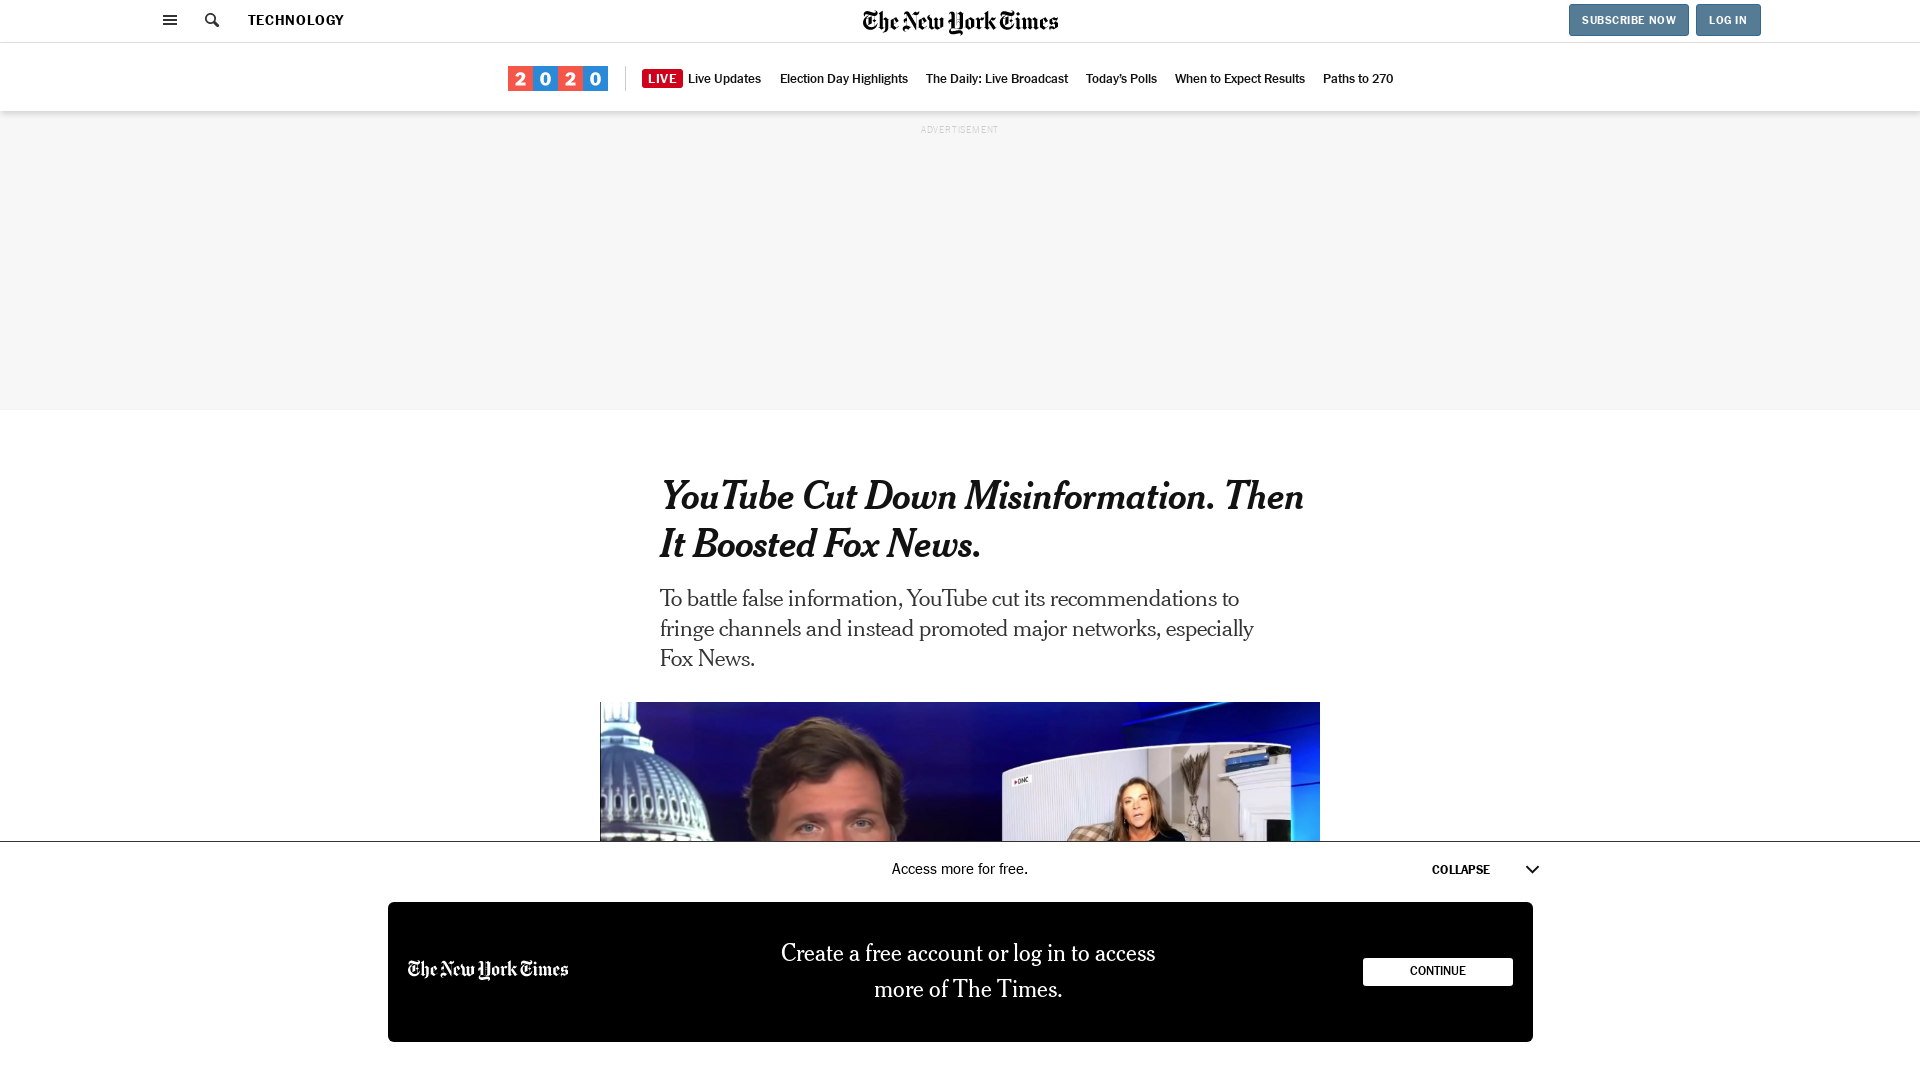 TECHNOLOGY
The New York Times
SUBSCRIBE NOW
LOG IN
2020
LIVE Live Updates
Election Day Highlights
The Daily: Live Broadcast
Today's Polls
When to Expect Results
Paths to 270
ADVERTISEMENT
YouTube Cut Down Misinformation. Then
It Boosted Fox News.
To battle false information, YouTube cut its recommendations to
fringe channels and instead promoted major networks, especially
Fox News.
DNC
Access more for free.
COLLAPSE
The New York Times
Create a free account or log in to access
more of The Times.
CONTINUE